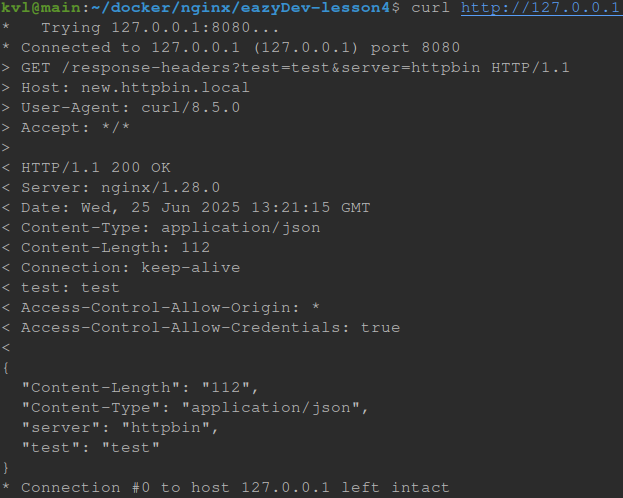 kvl@main:~/docker/nginx/eazyDev-lesson4$ curl http://127.0.0.1
*   Trying 127.0.0.1:8080...
* Connected to 127.0.0.1 (127.0.0.1) port 8080
> GET /response-headers?test=test&server=httpbin HTTP/1.1
> Host: new.httpbin.local
> User-Agent: curl/8.5.0
> Accept: */*
>
< HTTP/1.1 200 OK
< Server: nginx/1.28.0
< Date: Wed, 25 Jun 2025 13:21:15 GMT
< Content-Type: application/json
< Content-Length: 112
< Connection: keep-alive
< test: test
< Access-Control-Allow-Origin: *
< Access-Control-Allow-Credentials: true
<
{
  "Content-Length": "112",
  "Content-Type": "application/json",
  "server": "httpbin",
  "test": "test"
}
* Connection #0 to host 127.0.0.1 left intact